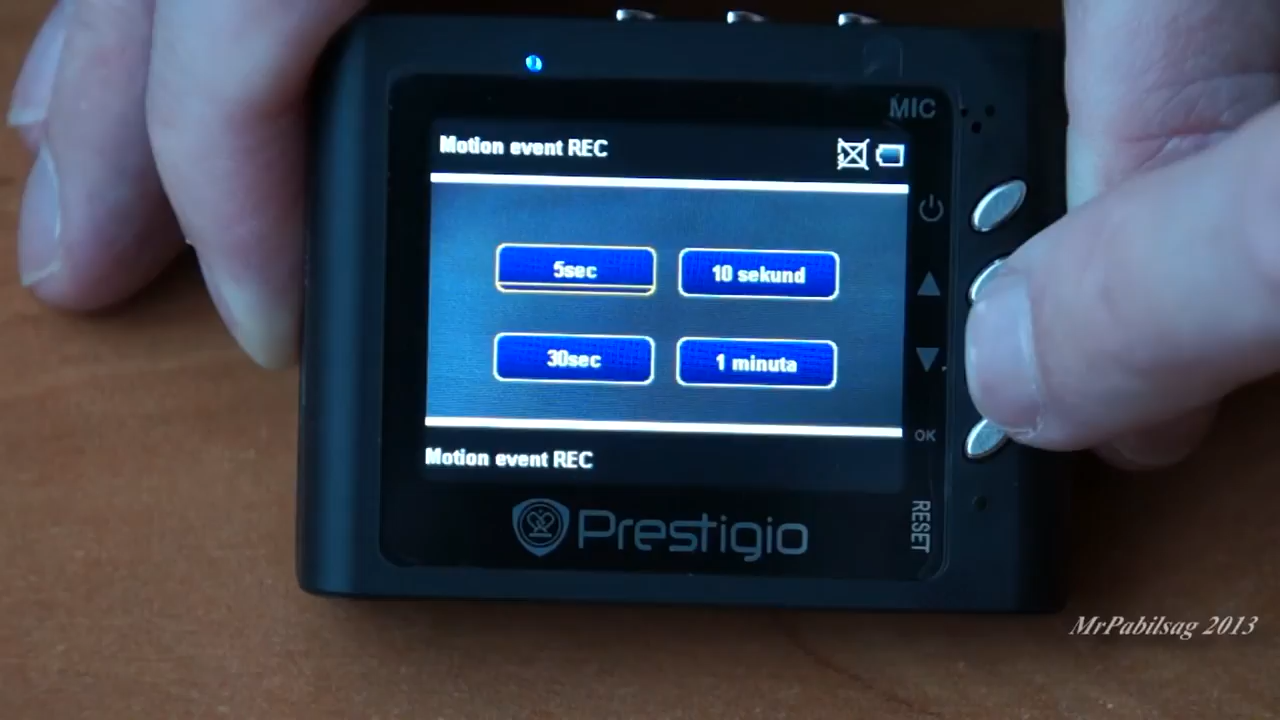 MIC
Motion event REC
5sec
10 sekund
30sec
1 minuta
OK
Motion event REC
RESET
Prestigio
MrPabilsag 2013